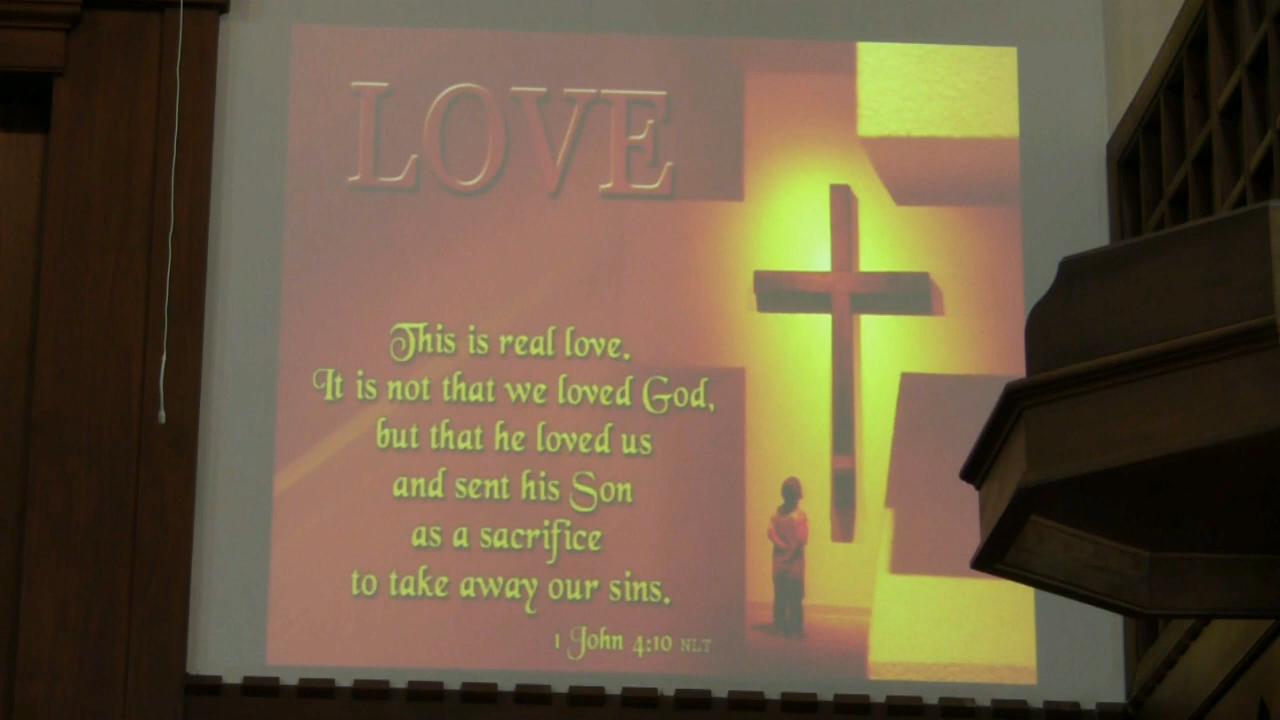 LOVE
This is real love.
It is not that we loved God,
but that he loved us
and sent his Son
as a sacrifice
to take away our sins.
1 John 4:10 NLT